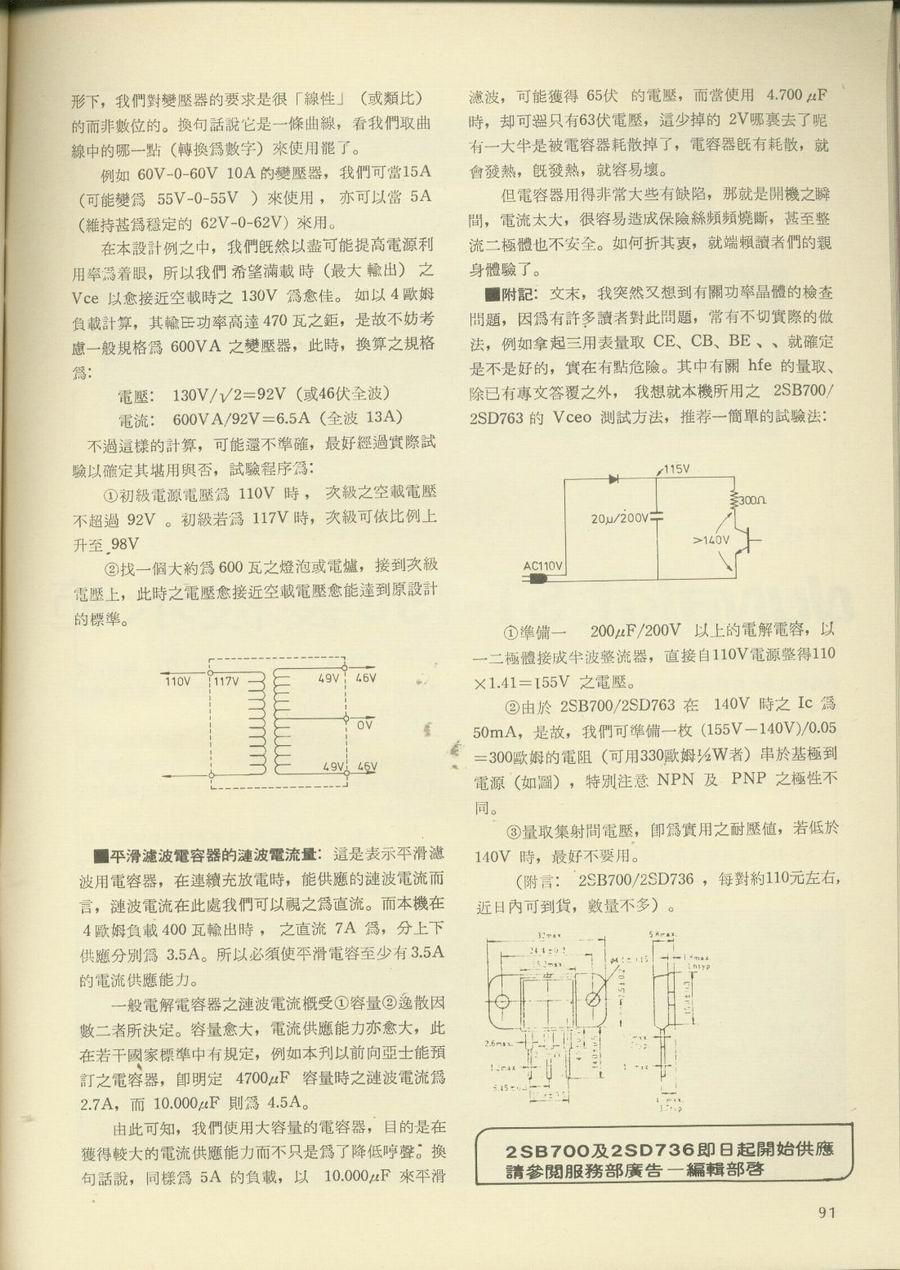 形下，我們對變壓器的要求是很「線性」（或類比）
的而非數位的。換句話說它是一條曲線，看我們取曲
線中的哪一點（轉換爲數字）來使用罷了。
例如 60V-0-60V 10A 的變壓器，我們可當15A
（可能變爲 55V-0-55V ）來使用，亦可以當 5A
（維持甚爲穩定的 62V-0-62V）來用。
在本設計例之中，我們旣然以盡可能提高電源利
用率爲着眼，所以我們希望滿載時（最大輸出）之
Vce 以愈接近空載時之 130V 爲愈佳。如以 4 歐姆
負載計算，其輸出功率高達 470 瓦之鉅，是故不妨考
慮一般規格爲 600VA 之變壓器，此時，換算之規格
爲：
電壓： 130V/√2＝92V（或46伏全波）
電流： 600VA/92V＝6.5A（全波 13A）
不過這樣的計算，可能還不準確，最好經過實際試
驗以確定其堪用與否，試驗程序爲：
①初級電源電壓爲 110V 時，次級之空載電壓
不超過 92V 。初級若爲 117V 時，次級可依比例上
升至 98V
②找一個大約爲 600 瓦之燈泡或電爐，接到次級
電壓上，此時之電壓愈接近空載電壓愈能達到原設計
的標準。
110V 117V 49V 46V
0V
49V 46V
■平滑濾波電容器的漣波電流量：這是表示平滑濾
波用電容器，在連續充放電時，能供應的漣波電流而
言，漣波電流在此處我們可以視之爲直流。而本機在
4 歐姆負載 400 瓦輸出時， 之直流 7A 爲，分上下
供應分別爲 3.5A。所以必須使平滑電容至少有 3.5A
的電流供應能力。
一般電解電容器之漣波電流概受①容量②逸散因
數二者所決定。容量愈大，電流供應能力亦愈大，此
在若干國家標準中有規定，例如本刊以前向亞士能預
訂之電容器，卽明定 4700μF 容量時之漣波電流爲
2.7A，而 10.000μF 則爲 4.5A。
由此可知，我們使用大容量的電容器，目的是在
獲得較大的電流供應能力而不只是爲了降低哼聲。換
句話說，同樣爲 5A 的負載，以 10.000μF 來平滑
濾波，可能獲得 65伏 的電壓，而當使用 4.700 μF
時，却可能只有63伏電壓，這少掉的 2V哪裏去了呢
有一大半是被電容器耗散掉了，電容器旣有耗散，就
會發熱，旣發熱，就容易壞。
但電容器用得非常大些有缺陷，那就是開機之瞬
間，電流太大，很容易造成保險絲頻頻燒斷，甚至整
流二極體也不安全。如何折其衷，就端賴讀者們的親
身體驗了。
■附記：文末，我突然又想到有關功率晶體的檢查
問題，因爲有許多讀者對此問題，常有不切實際的做
法，例如拿起三用表量取 CE、CB、BE 、、就確定
是不是好的，實在有點危險。其中有關 hfe 的量取、
除已有專文答覆之外， 我想就本機所用之 2SB700/
2SD763 的 Vceo 測試方法，推荐一簡單的試驗法：
115V
300Ω
20μ/200V
>140V
AC110V
①準備一 200μF/200V 以上的電解電容，以
一二極體接成半波整流器，直接自110V電源整得110
×1.41＝155V 之電壓。
②由於 2SB700/2SD763 在 140V 時之 Ic 爲
50mA，是故，我們可準備一枚（155V－140V)/0.05
＝300歐姆的電阻（可用330歐姆½W者）串於基極到
電源（如圖），特別注意 NPN 及 PNP 之極性不
同。
③量取集射間電壓，卽爲實用之耐壓値，若低於
140V 時，最好不要用。
（附言： 2SB700/2SD736 ，每對約110元左右，
近日內可到貨，數量不多）。
32max
5.8max
2.6max
2SB700及2SD736即日起開始供應
請參閱服務部廣告—編輯部啓
91